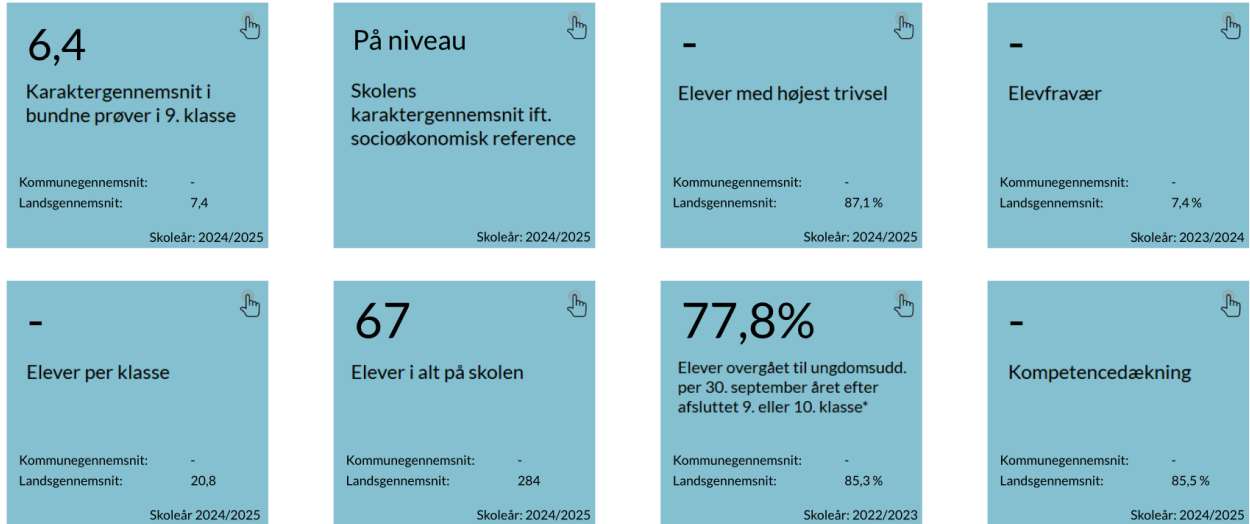 6,4
Karaktergennemsnit i
bundne prøver i 9. klasse
Kommunegennemsnit: -
Landsgennemsnit: 7,4
Skoleår: 2024/2025
På niveau
Skolens
karaktergennemsnit ift.
socioøkonomisk reference
Skoleår: 2024/2025
-
Elever med højest trivsel
Kommunegennemsnit: -
Landsgennemsnit: 87,1 %
Skoleår: 2024/2025
-
Elevfravær
Kommunegennemsnit: -
Landsgennemsnit: 7,4 %
Skoleår: 2023/2024
-
Elever per klasse
Kommunegennemsnit: -
Landsgennemsnit: 20,8
Skoleår 2024/2025
67
Elever i alt på skolen
Kommunegennemsnit: -
Landsgennemsnit: 284
Skoleår: 2024/2025
77,8%
Elever overgået til ungdomsudd.
per 30. september året efter
afsluttet 9. eller 10. klasse*
Kommunegennemsnit: -
Landsgennemsnit: 85,3 %
Skoleår: 2022/2023
-
Kompetencedækning
Kommunegennemsnit: -
Landsgennemsnit: 85,5 %
Skoleår: 2024/2025